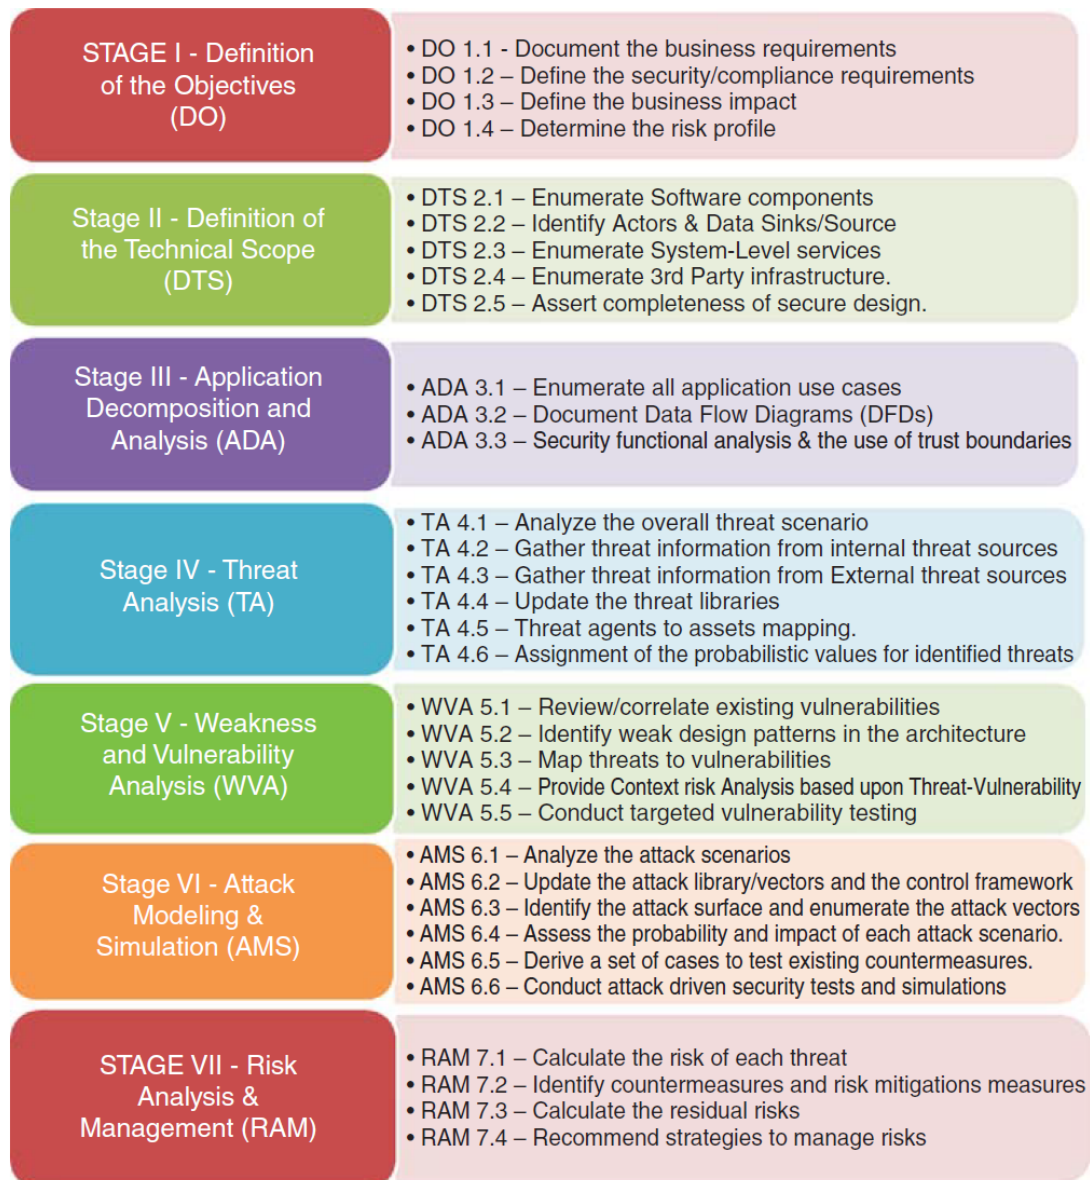 STAGE I - Definition
of the Objectives
(DO)
• DO 1.1 - Document the business requirements
• DO 1.2 – Define the security/compliance requirements
• DO 1.3 – Define the business impact
• DO 1.4 – Determine the risk profile
Stage II - Definition of
the Technical Scope
(DTS)
• DTS 2.1 – Enumerate Software components
• DTS 2.2 – Identify Actors & Data Sinks/Source
• DTS 2.3 – Enumerate System-Level services
• DTS 2.4 – Enumerate 3rd Party infrastructure.
• DTS 2.5 – Assert completeness of secure design.
Stage III - Application
Decomposition and
Analysis (ADA)
• ADA 3.1 – Enumerate all application use cases
• ADA 3.2 – Document Data Flow Diagrams (DFDs)
• ADA 3.3 – Security functional analysis & the use of trust boundaries
Stage IV - Threat
Analysis (TA)
• TA 4.1 – Analyze the overall threat scenario
• TA 4.2 – Gather threat information from internal threat sources
• TA 4.3 – Gather threat information from External threat sources
• TA 4.4 – Update the threat libraries
• TA 4.5 – Threat agents to assets mapping.
• TA 4.6 – Assignment of the probabilistic values for identified threats
Stage V - Weakness
and Vulnerability
Analysis (WVA)
• WVA 5.1 – Review/correlate existing vulnerabilities
• WVA 5.2 – Identify weak design patterns in the architecture
• WVA 5.3 – Map threats to vulnerabilities
• WVA 5.4 – Provide Context risk Analysis based upon Threat-Vulnerability
• WVA 5.5 – Conduct targeted vulnerability testing
Stage VI - Attack
Modeling &
Simulation (AMS)
• AMS 6.1 – Analyze the attack scenarios
• AMS 6.2 – Update the attack library/vectors and the control framework
• AMS 6.3 – Identify the attack surface and enumerate the attack vectors
• AMS 6.4 – Assess the probability and impact of each attack scenario.
• AMS 6.5 – Derive a set of cases to test existing countermeasures.
• AMS 6.6 – Conduct attack driven security tests and simulations
STAGE VII - Risk
Analysis &
Management (RAM)
• RAM 7.1 – Calculate the risk of each threat
• RAM 7.2 – Identify countermeasures and risk mitigations measures
• RAM 7.3 – Calculate the residual risks
• RAM 7.4 – Recommend strategies to manage risks